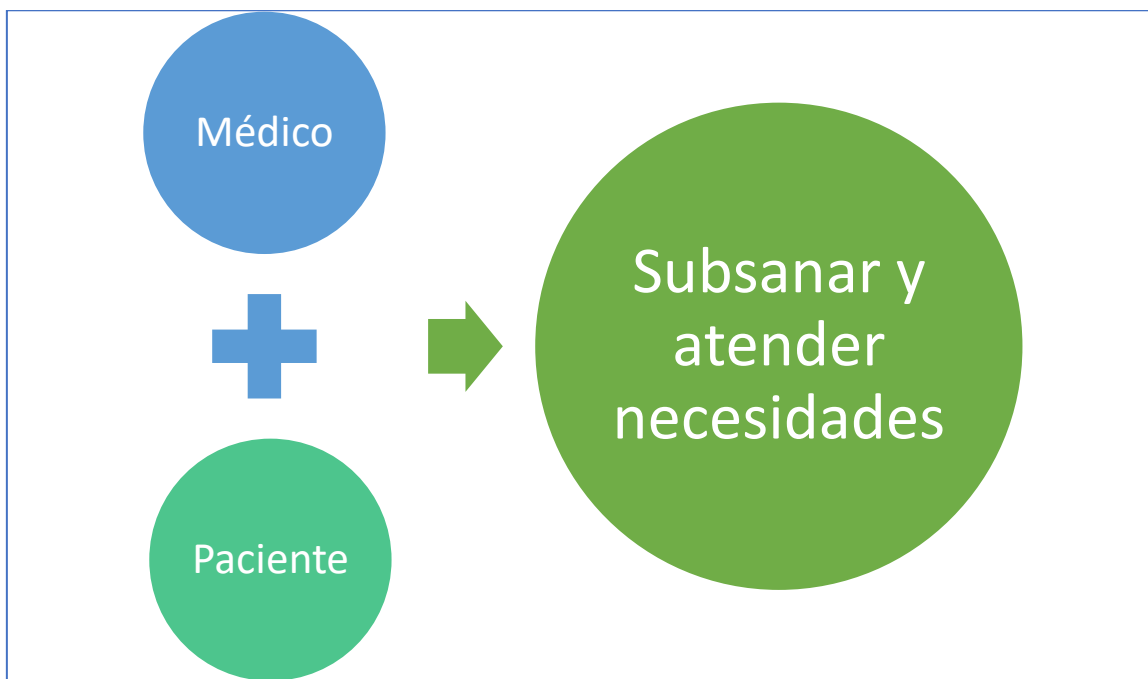 Médico
Paciente
Subsanar y
atender
necesidades